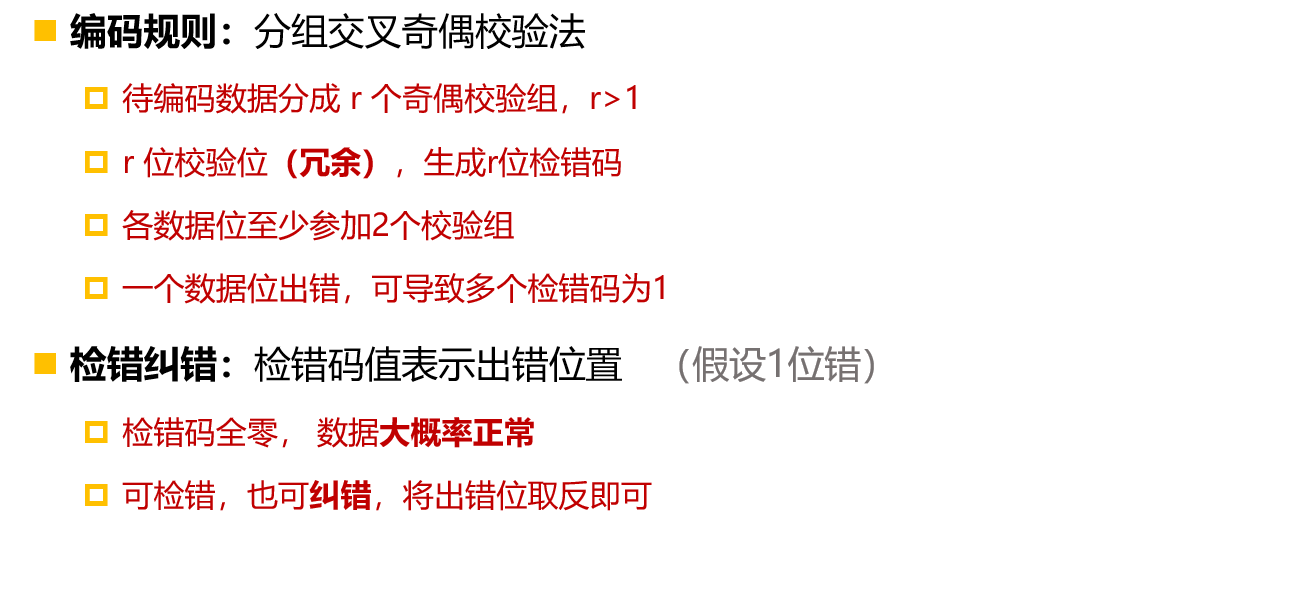 编码规则：分组交叉奇偶校验法
待编码数据分成 r 个奇偶校验组，r>1
r 位校验位（冗余），生成r位检错码
各数据位至少参加2个校验组
一个数据位出错，可导致多个检错码为1
检错纠错：检错码值表示出错位置 （假设1位错）
检错码全零， 数据大概率正常
可检错，也可纠错，将出错位取反即可